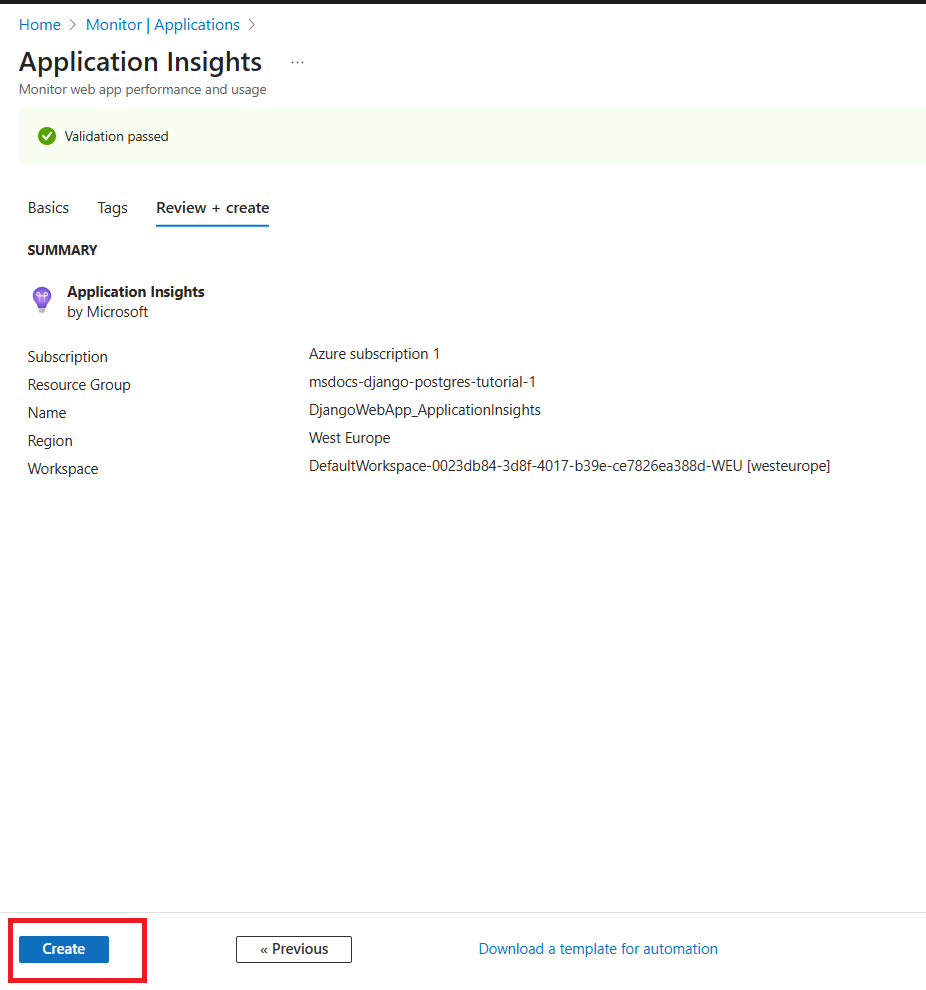 Home > Monitor | Applications >
Application Insights ...
Monitor web app performance and usage
Validation passed
Basics Tags Review + create
SUMMARY
Application Insights
by Microsoft
Subscription Azure subscription 1
Resource Group msdocs-django-postgres-tutorial-1
Name DjangoWebApp_ApplicationInsights
Region West Europe
Workspace DefaultWorkspace-0023db84-3d8f-4017-b39e-ce7826ea388d-WEU [westeurope]
Create « Previous Download a template for automation